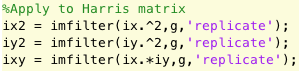 %Apply to Harris matrix
ix2 = imfilter(ix.^2,g,'replicate');
iy2 = imfilter(iy.^2,g,'replicate');
ixy = imfilter(ix.*iy,g,'replicate');